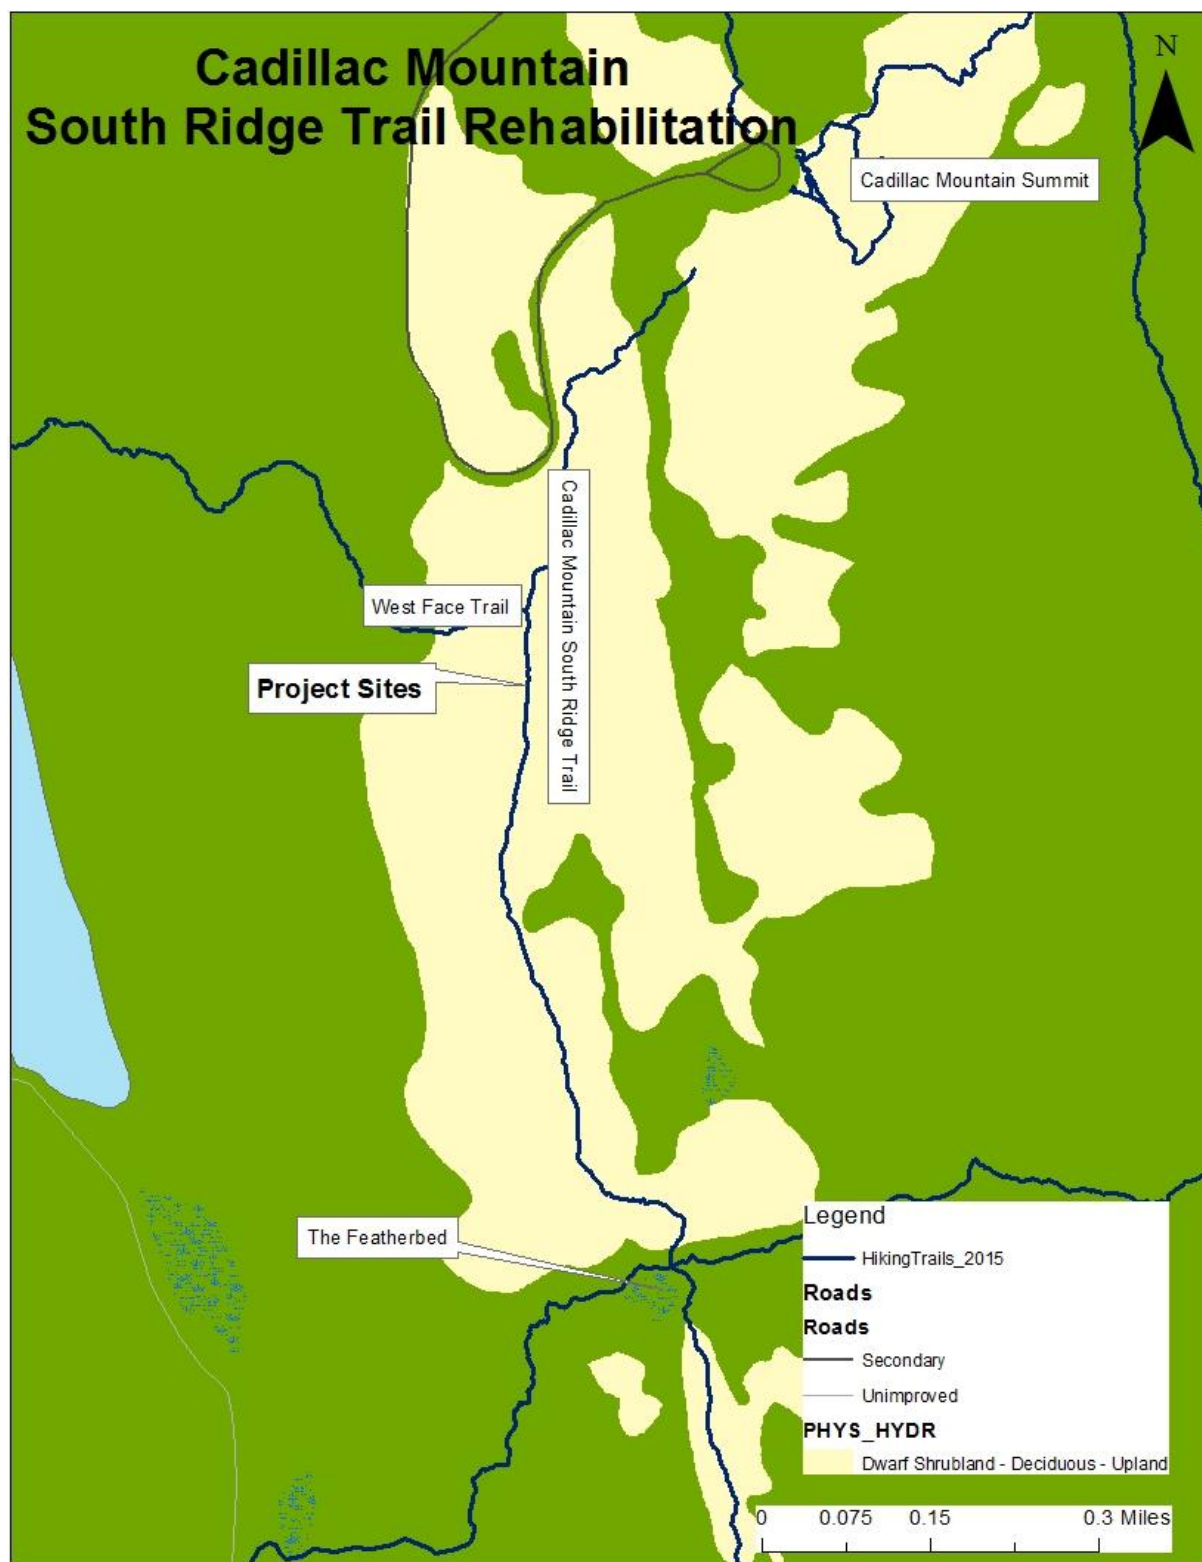 Cadillac Mountain
South Ridge Trail Rehabilitation
N
Cadillac Mountain Summit
Cadillac Mountain South Ridge Trail
West Face Trail
Project Sites
The Featherbed
Legend
HikingTrails_2015
Roads
Roads
Secondary
Unimproved
PHYS_HYDR
Dwarf Shrubland - Deciduous - Upland
0 0.075 0.15 0.3 Miles